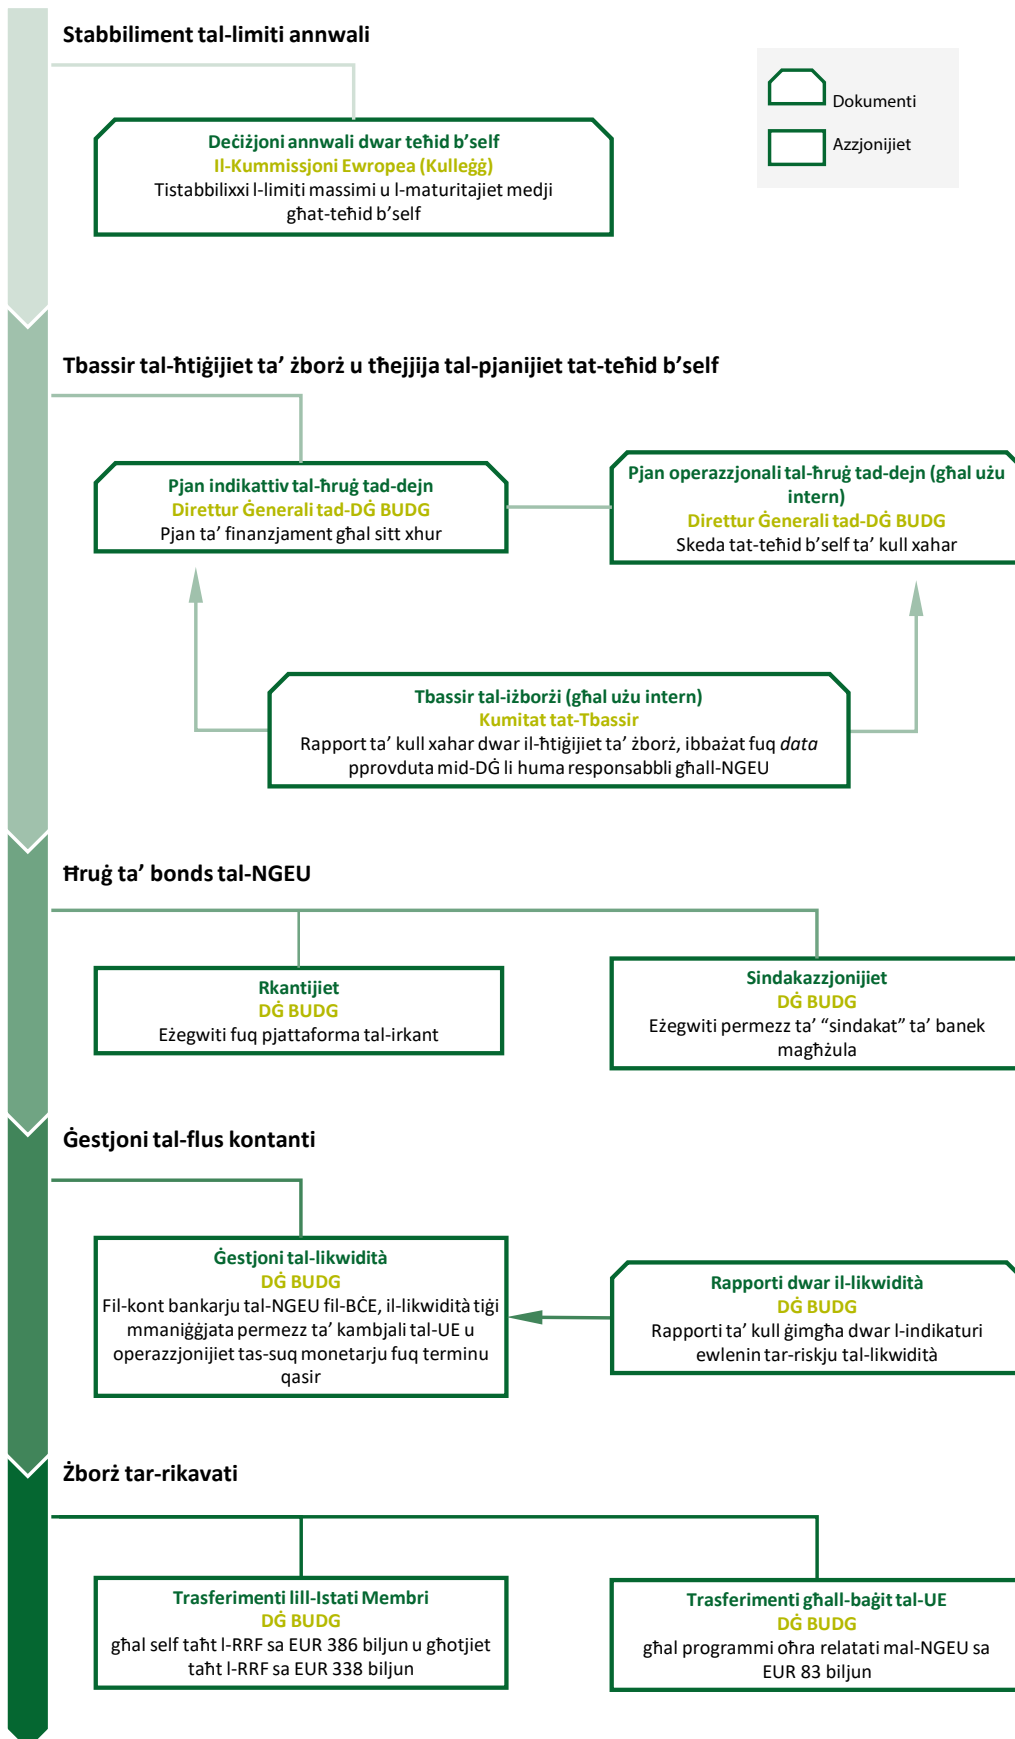 Stabbiliment tal-limiti annwali
Dokumenti
Azzjonijiet
Deċiżjoni annwali dwar teħid b’self
Il-Kummissjoni Ewropea (Kulleġġ)
Tistabbilixxi l-limiti massimi u l-maturitajiet medji
għat-teħid b’self
Tbassir tal-ħtiġijiet ta’ żborż u tħejjija tal-pjanijiet tat-teħid b’self
Pjan indikattiv tal-ħruġ tad-dejn
Direttur Ġenerali tad-DĠ BUDG
Pjan ta’ finanzjament għal sitt xhur
Pjan operazzjonali tal-ħruġ tad-dejn (għal użu
intern)
Direttur Ġenerali tad-DĠ BUDG
Skeda tat-teħid b’self ta’ kull xahar
Tbassir tal-iżborżi (għal użu intern)
Kumitat tat-Tbassir
Rapport ta’ kull xahar dwar il-ħtiġijiet ta’ żborż, ibbażat fuq data
pprovduta mid-DĠ li huma responsabbli għall-NGEU
Ħruġ ta’ bonds tal-NGEU
Rkantijiet
DĠ BUDG
Eżegwiti fuq pjattaforma tal-irkant
Sindakazzjonijiet
DĠ BUDG
Eżegwiti permezz ta’ “sindakat” ta’ banek
magħżula
Ġestjoni tal-flus kontanti
Ġestjoni tal-likwidità
DĠ BUDG
Fil-kont bankarju tal-NGEU fil-BĊE, il-likwidità tiġi
mmaniġġjata permezz ta’ kambjali tal-UE u
operazzjonijiet tas-suq monetarju fuq terminu
qasir
Rapporti dwar il-likwidità
DĠ BUDG
Rapporti ta’ kull ġimgħa dwar l-indikaturi
ewlenin tar-riskju tal-likwidità
Żborż tar-rikavati
Trasferimenti lill-Istati Membri
DĠ BUDG
għal self taħt l-RRF sa EUR 386 biljun u għotjiet
taħt l-RRF sa EUR 338 biljun
Trasferimenti għall-baġit tal-UE
DĠ BUDG
għal programmi oħra relatati mal-NGEU sa
EUR 83 biljun